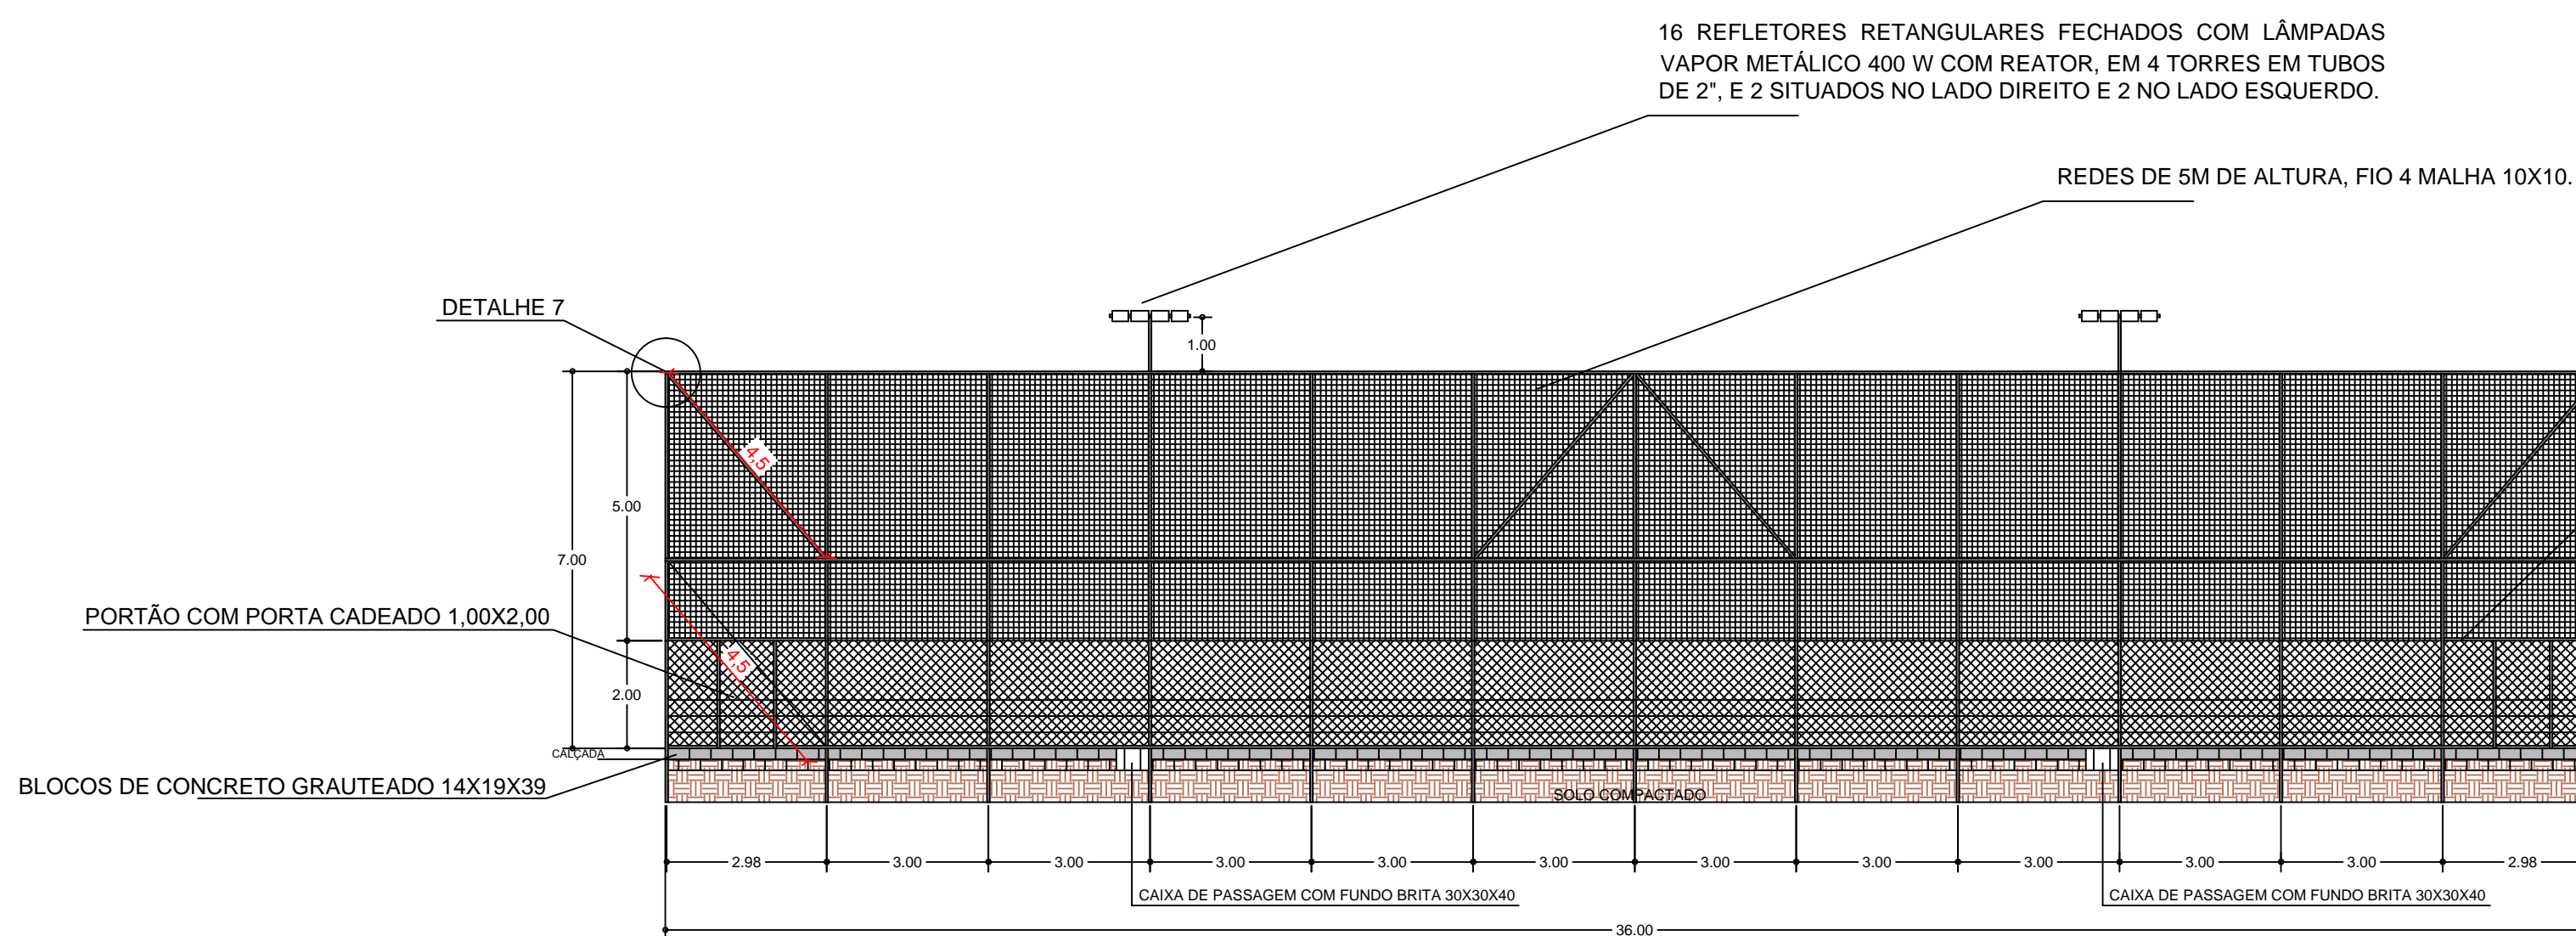 16 REFLETORES RETANGULARES FECHADOS COM LÂMPADAS
VAPOR METÁLICO 400 W COM REATOR, EM 4 TORRES EM TUBOS
DE 2", E 2 SITUADOS NO LADO DIREITO E 2 NO LADO ESQUERDO.
REDES DE 5M DE ALTURA, FIO 4 MALHA 10X10.
DETALHE 7
1.00
4,5
5.00
7.00
PORTÃO COM PORTA CADEADO 1,00X2,00
4,5
2.00
CALÇADA
BLOCOS DE CONCRETO GRAUTEADO 14X19X39
SOLO COMPACTADO
2.98 3.00 3.00 3.00 3.00 3.00 3.00 3.00 3.00 3.00 3.00 2.98
CAIXA DE PASSAGEM COM FUNDO BRITA 30X30X40
CAIXA DE PASSAGEM COM FUNDO BRITA 30X30X40
36.00